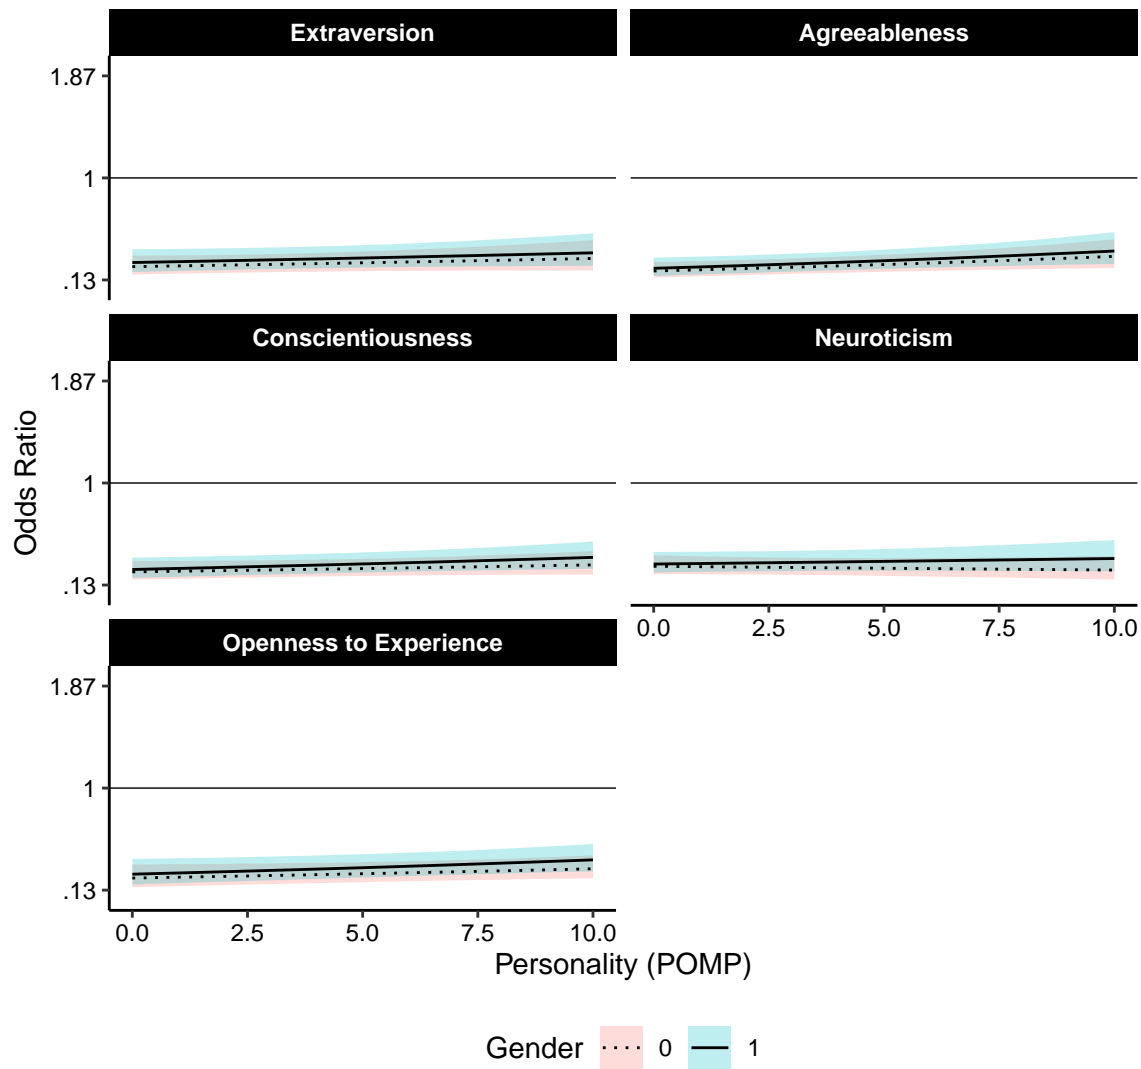 Extraversion
Agreeableness
1.87
1
.13
Conscientiousness
Neuroticism
1.87
1
.13
0.0 2.5 5.0 7.5 10.0
Openness to Experience
1.87
1
.13
0.0 2.5 5.0 7.5 10.0
Odds Ratio
Personality (POMP)
Gender 0 1